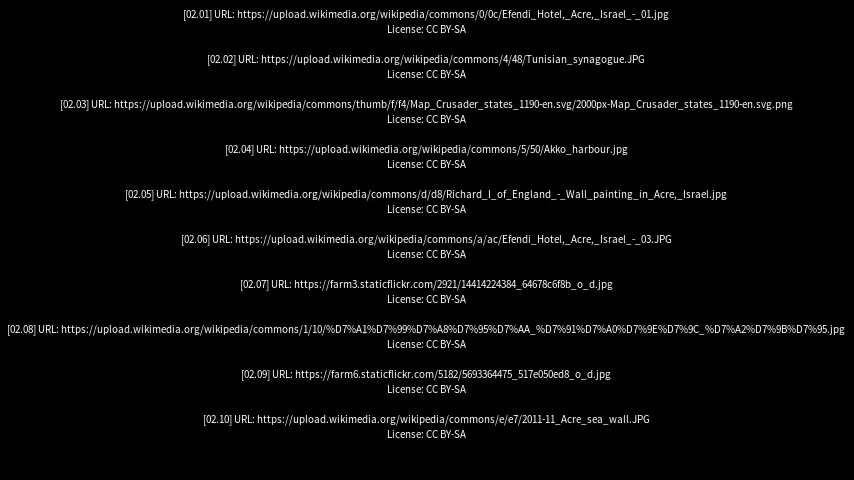 [02.01] URL: https://upload.wikimedia.org/wikipedia/commons/0/0c/Efendi_Hotel,_Acre,_Israel_-_01.jpg
License: CC BY-SA
[02.02] URL: https://upload.wikimedia.org/wikipedia/commons/4/48/Tunisian_synagogue.JPG
License: CC BY-SA
[02.03] URL: https://upload.wikimedia.org/wikipedia/commons/thumb/f/f4/Map_Crusader_states_1190-en.svg/2000px-Map_Crusader_states_1190-en.svg.png
License: CC BY-SA
[02.04] URL: https://upload.wikimedia.org/wikipedia/commons/5/50/Akko_harbour.jpg
License: CC BY-SA
[02.05] URL: https://upload.wikimedia.org/wikipedia/commons/d/d8/Richard_I_of_England_-_Wall_painting_in_Acre,_Israel.jpg
License: CC BY-SA
[02.06] URL: https://upload.wikimedia.org/wikipedia/commons/a/ac/Efendi_Hotel,_Acre,_Israel_-_03.JPG
License: CC BY-SA
[02.07] URL: https://farm3.staticflickr.com/2921/14414224384_64678c6f8b_o_d.jpg
License: CC BY-SA
[02.08] URL: https://upload.wikimedia.org/wikipedia/commons/1/10/%D7%A1%D7%99%D7%A8%D7%95%D7%AA_%D7%91%D7%A0%D7%9E%D7%9C_%D7%A2%D7%9B%D7%95.jpg
License: CC BY-SA
[02.09] URL: https://farm6.staticflickr.com/5182/5693364475_517e050ed8_o_d.jpg
License: CC BY-SA
[02.10] URL: https://upload.wikimedia.org/wikipedia/commons/e/e7/2011-11_Acre_sea_wall.JPG
License: CC BY-SA